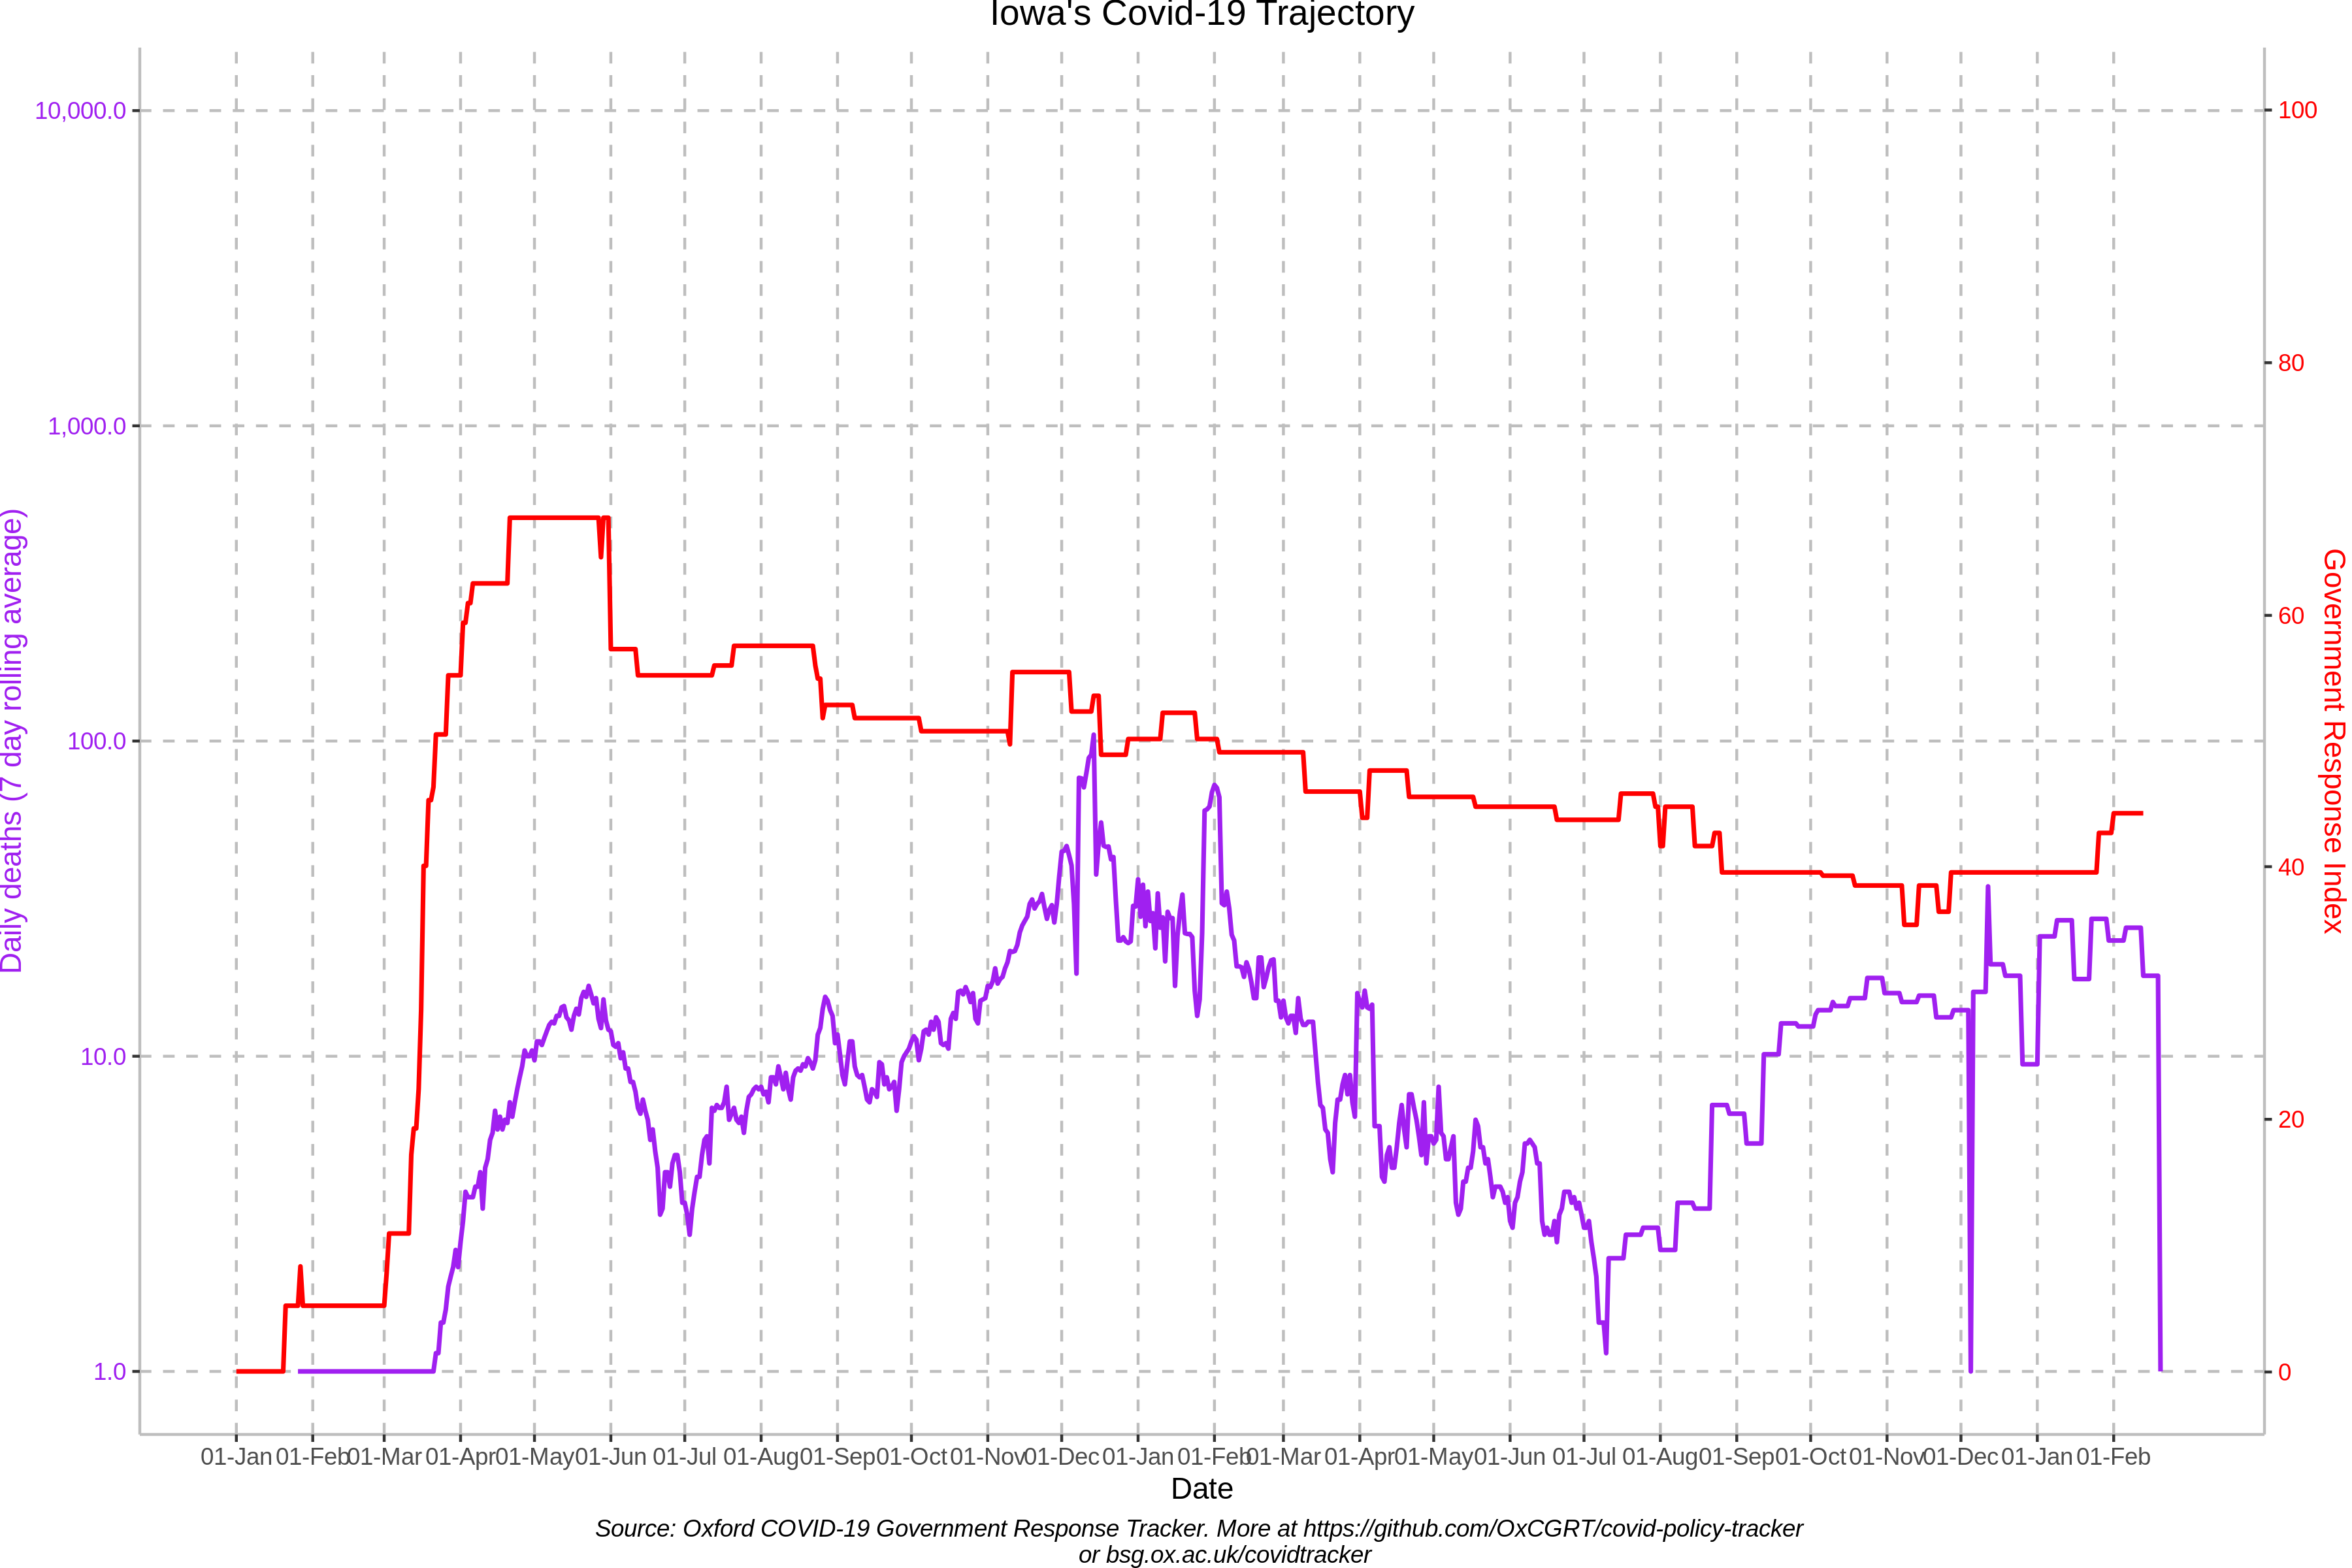 Iowa's Covid-19 Trajectory
10,000.0
1,000.0
100.0
10.0
1.0
Daily deaths (7 day rolling average)
100
80
60
40
20
0
Government Response Index
01-Jan 01-Feb 01-Mar 01-Apr 01-May 01-Jun 01-Jul 01-Aug 01-Sep 01-Oct 01-Nov 01-Dec 01-Jan 01-Feb 01-Mar 01-Apr 01-May 01-Jun 01-Jul 01-Aug 01-Sep 01-Oct 01-Nov 01-Dec 01-Jan 01-Feb
Date
Source: Oxford COVID-19 Government Response Tracker. More at https://github.com/OxCGRT/covid-policy-tracker
or bsg.ox.ac.uk/covidtracker